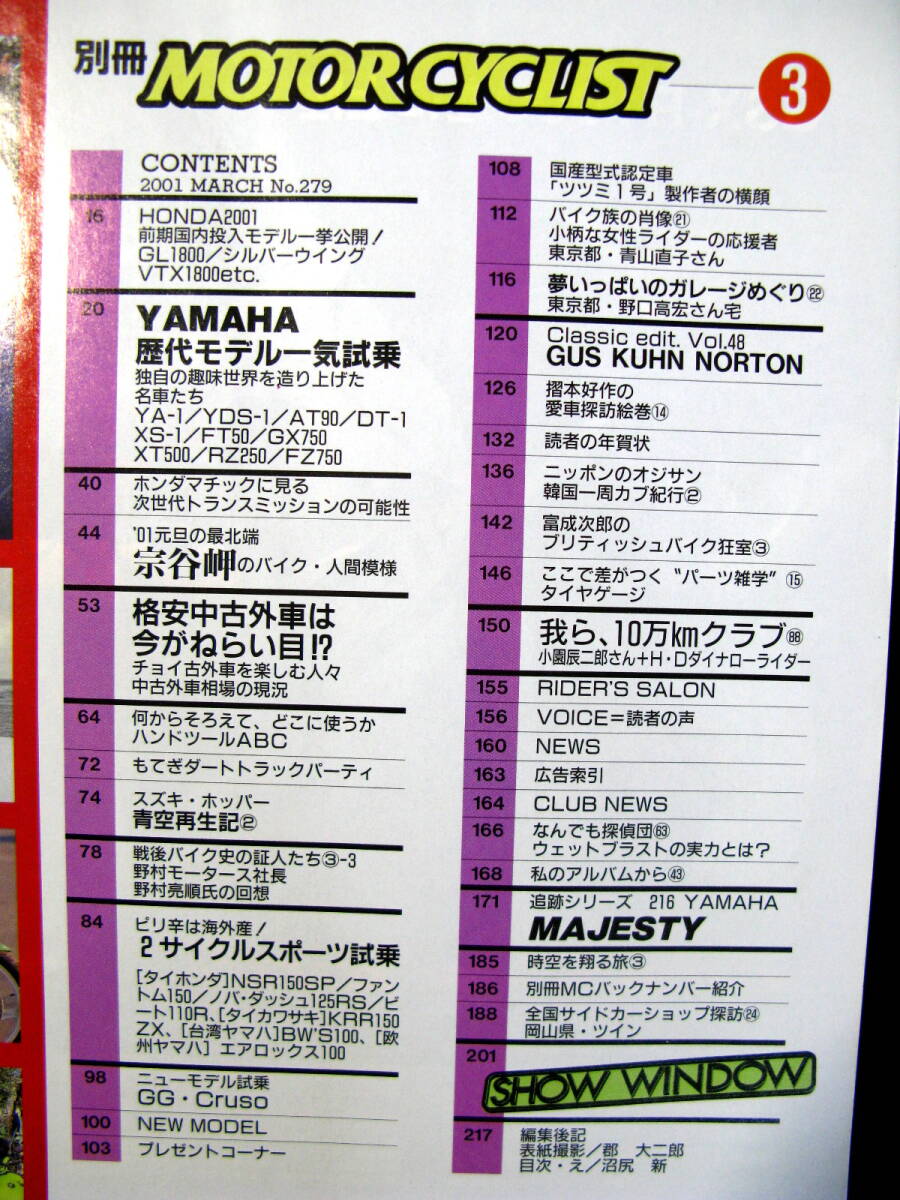 別冊 MOTORCYCLIST 3
CONTENTS
2001 MARCH No.279
16 HONDA2001
前期国内投入モデル一挙公開！
GL1800／シルバーウイング
VTX1800etc.
20 YAMAHA
歴代モデル一気試乗
独自の趣味世界を造り上げた
名車たち
YA-1／YDS-1／AT90／DT-1
XS-1／FT50／GX750
XT500／RZ250／FZ750
40 ホンダマチックに見る
次世代トランスミッションの可能性
44 '01元旦の最北端
宗谷岬のバイク・人間模様
53 格安中古外車は
今がねらい目!?
チョイ古外車を楽しむ人々
中古外車相場の現況
64 何からそろえて、どこに使うか
ハンドツールABC
72 もてぎダートトラックパーティ
74 スズキ・ホッパー
青空再生記②
78 戦後バイク史の証人たち③-3
野村モータース社長
野村亮順氏の回想
84 ピリ辛は海外産！
2サイクルスポーツ試乗
［タイホンダ］NSR150SP／ファン
トム150／ノバ・ダッシュ125RS／ビ
ート110R、［タイカワサキ］KRR150
ZX、［台湾ヤマハ］BW'S100、［欧
州ヤマハ］エアロックス100
98 ニューモデル試乗
GG・Cruso
100 NEW MODEL
103 プレゼントコーナー
108 国産型式認定車
「ツツミ1号」製作者の横顔
112 バイク族の肖像㉑
小柄な女性ライダーの応援者
東京都・青山直子さん
116 夢いっぱいのガレージめぐり㉒
東京都・野口高宏さん宅
120 Classic edit. Vol.48
GUS KUHN NORTON
126 摺本好作の
愛車探訪絵巻⑭
132 読者の年賀状
136 ニッポンのオジサン
韓国一周カブ紀行②
142 富成次郎の
ブリティッシュバイク狂室③
146 ここで差がつく“パーツ雑学”⑮
タイヤゲージ
150 我ら、10万kmクラブ88
小園辰二郎さん＋H・Dダイナローライダー
155 RIDER'S SALON
156 VOICE＝読者の声
160 NEWS
163 広告索引
164 CLUB NEWS
166 なんでも探偵団63
ウェットブラストの実力とは？
168 私のアルバムから㊸
171 追跡シリーズ 216 YAMAHA
MAJESTY
185 時空を翔る旅③
186 別冊MCバックナンバー紹介
188 全国サイドカーショップ探訪㉔
岡山県・ツイン
201
SHOW WINDOW
217 編集後記
表紙撮影／郡 大二郎
目次・え／沼尻 新